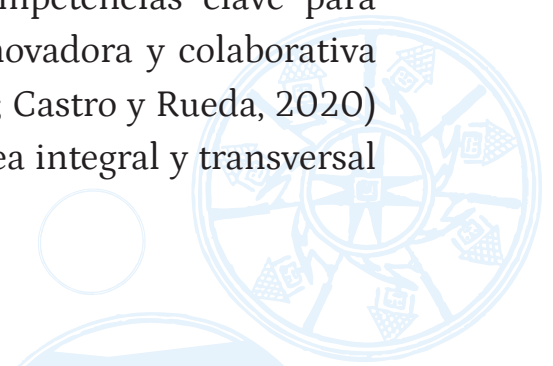 mpetencias clave para
novadora y colaborativa
; Castro y Rueda, 2020)
ea integral y transversal